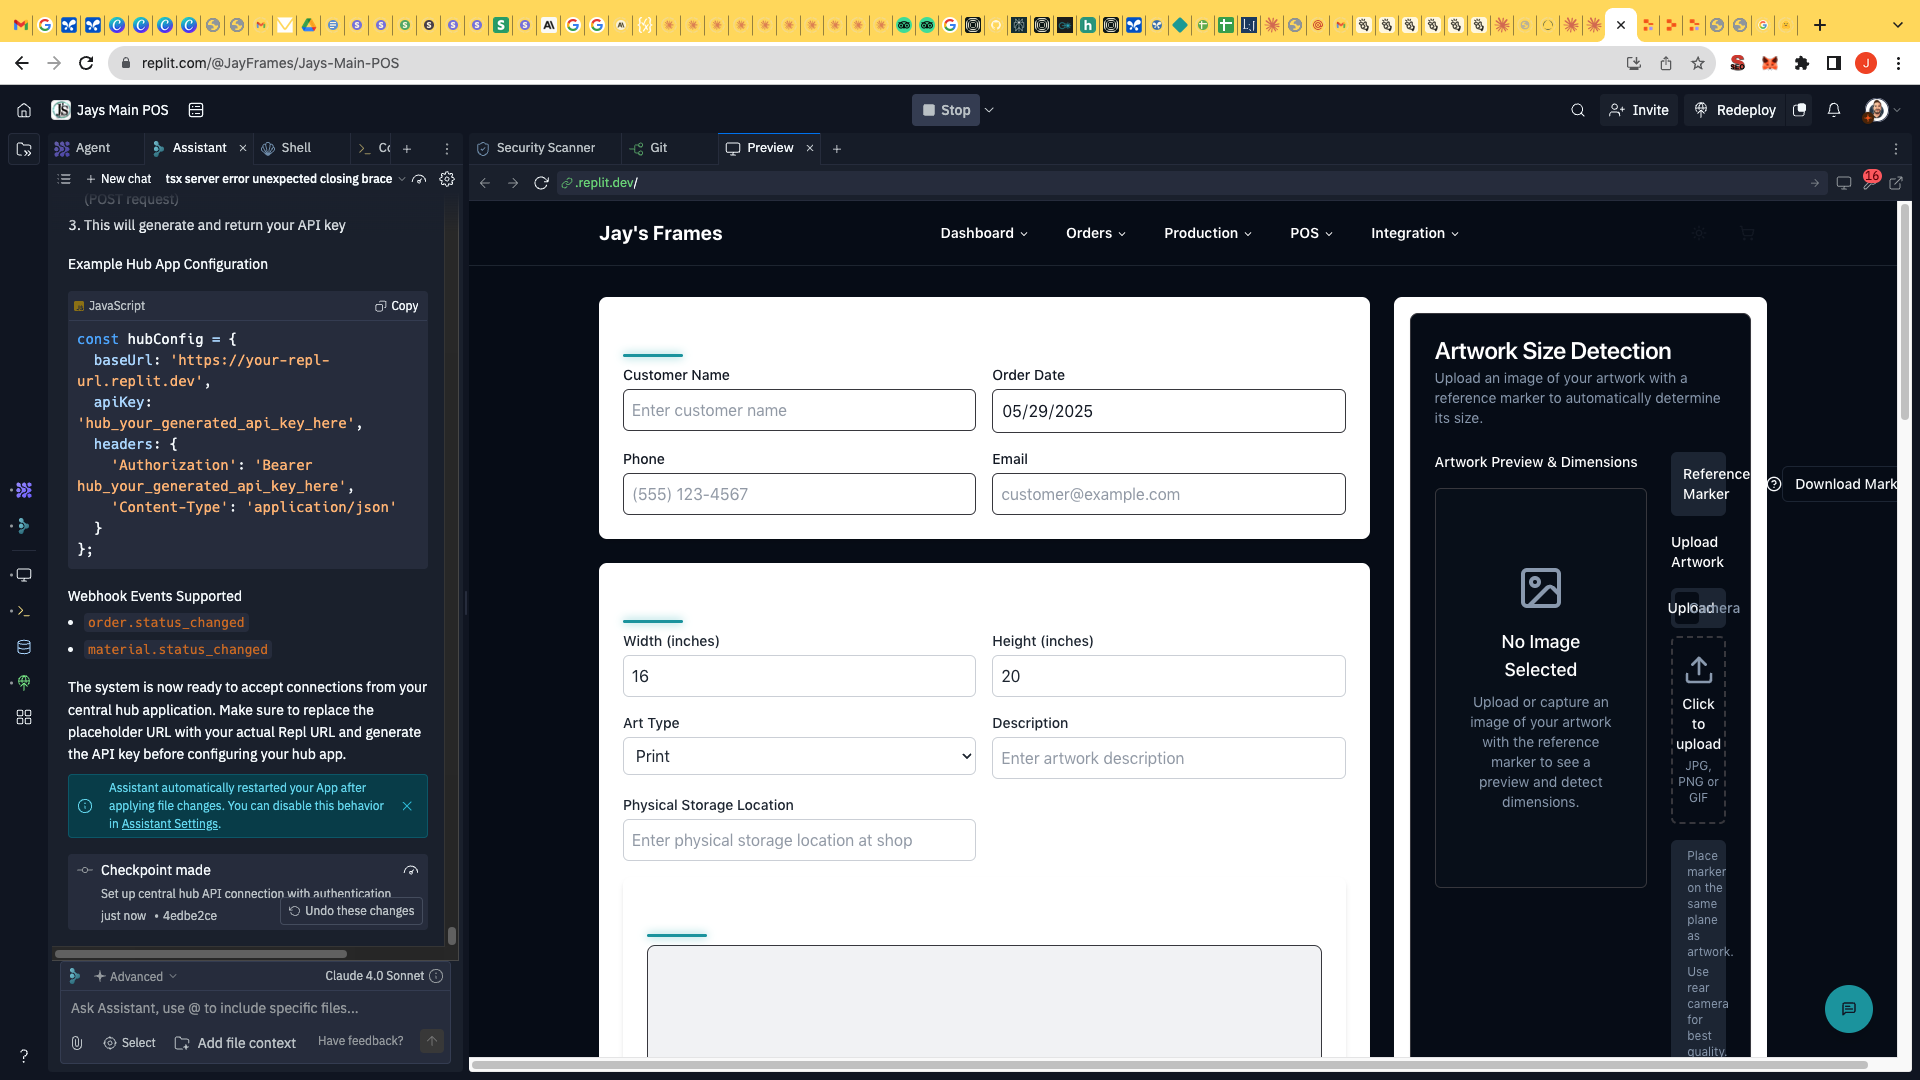 replit.com/@JayFrames/Jays-Main-POS
Jays Main POS
Stop
Invite
Redeploy
Agent
Assistant
Shell
Security Scanner
Git
Preview
New chat
tsx server error unexpected closing brace
.replit.dev/
16
(POST request)
3. This will generate and return your API key
Example Hub App Configuration
JavaScript
Copy
const hubConfig = {
baseUrl: 'https://your-repl-
url.replit.dev',
apiKey:
'hub_your_generated_api_key_here',
headers: {
'Authorization': 'Bearer
hub_your_generated_api_key_here',
'Content-Type': 'application/json'
}
};
Webhook Events Supported
order.status_changed
material.status_changed
The system is now ready to accept connections from your
central hub application. Make sure to replace the
placeholder URL with your actual Repl URL and generate
the API key before configuring your hub app.
Assistant automatically restarted your App after
applying file changes. You can disable this behavior
in Assistant Settings.
Checkpoint made
Set up central hub API connection with authentication
just now • 4edbe2ce
Undo these changes
Advanced
Claude 4.0 Sonnet
Ask Assistant, use @ to include specific files...
Select
Add file context
Have feedback?
Jay's Frames
Dashboard
Orders
Production
POS
Integration
Customer Name
Order Date
Enter customer name
05/29/2025
Phone
Email
(555) 123-4567
customer@example.com
Width (inches)
Height (inches)
16
20
Art Type
Description
Print
Enter artwork description
Physical Storage Location
Enter physical storage location at shop
Artwork Size Detection
Upload an image of your artwork with a
reference marker to automatically determine
its size.
Artwork Preview & Dimensions
Reference
Marker
Download Mark
Upload
Artwork
Upload
Camera
No Image
Selected
Upload or capture an
image of your artwork
with the reference
marker to see a
preview and detect
dimensions.
Click
to
upload
JPG,
PNG or
GIF
Place
marker
on the
same
plane
as
artwork.
Use
rear
camera
for
best
quality.